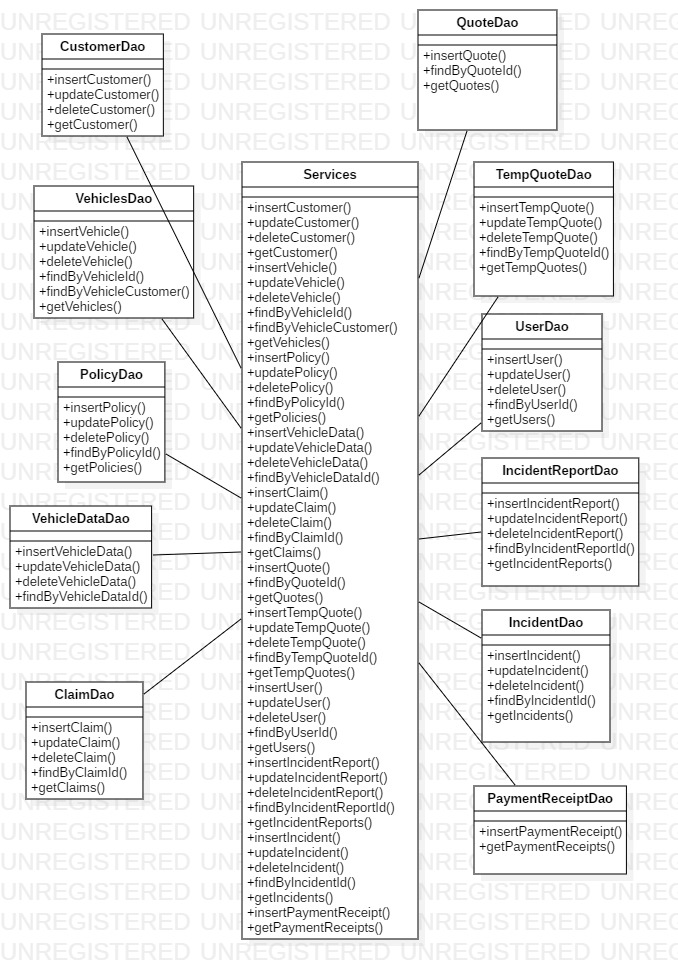 CustomerDao
+insertCustomer()
+updateCustomer()
+deleteCustomer()
+getCustomer()
QuoteDao
+insertQuote()
+findByQuoteId()
+getQuotes()
VehiclesDao
+insertVehicle()
+updateVehicle()
+deleteVehicle()
+findByVehicleId()
+findByVehicleCustomer()
+getVehicles()
Services
+insertCustomer()
+updateCustomer()
+deleteCustomer()
+getCustomer()
+insertVehicle()
+updateVehicle()
+deleteVehicle()
+findByVehicleId()
+findByVehicleCustomer()
+getVehicles()
+insertPolicy()
+updatePolicy()
+deletePolicy()
+findByPolicyId()
+getPolicies()
+insertVehicleData()
+updateVehicleData()
+deleteVehicleData()
+findByVehicleDataId()
+insertClaim()
+updateClaim()
+deleteClaim()
+findByClaimId()
+getClaims()
+insertQuote()
+findByQuoteId()
+getQuotes()
+insertTempQuote()
+updateTempQuote()
+deleteTempQuote()
+findByTempQuoteId()
+getTempQuotes()
+insertUser()
+updateUser()
+deleteUser()
+findByUserId()
+getUsers()
+insertIncidentReport()
+updateIncidentReport()
+deleteIncidentReport()
+findByIncidentReportId()
+getIncidentReports()
+insertIncident()
+updateIncident()
+deleteIncident()
+findByIncidentId()
+getIncidents()
+insertPaymentReceipt()
+getPaymentReceipts()
TempQuoteDao
+insertTempQuote()
+updateTempQuote()
+deleteTempQuote()
+findByTempQuoteId()
+getTempQuotes()
UserDao
+insertUser()
+updateUser()
+deleteUser()
+findByUserId()
+getUsers()
PolicyDao
+insertPolicy()
+updatePolicy()
+deletePolicy()
+findByPolicyId()
+getPolicies()
IncidentReportDao
+insertIncidentReport()
+updateIncidentReport()
+deleteIncidentReport()
+findByIncidentReportId()
+getIncidentReports()
VehicleDataDao
+insertVehicleData()
+updateVehicleData()
+deleteVehicleData()
+findByVehicleDataId()
IncidentDao
+insertIncident()
+updateIncident()
+deleteIncident()
+findByIncidentId()
+getIncidents()
ClaimDao
+insertClaim()
+updateClaim()
+deleteClaim()
+findByClaimId()
+getClaims()
PaymentReceiptDao
+insertPaymentReceipt()
+getPaymentReceipts()
UNREGISTERED